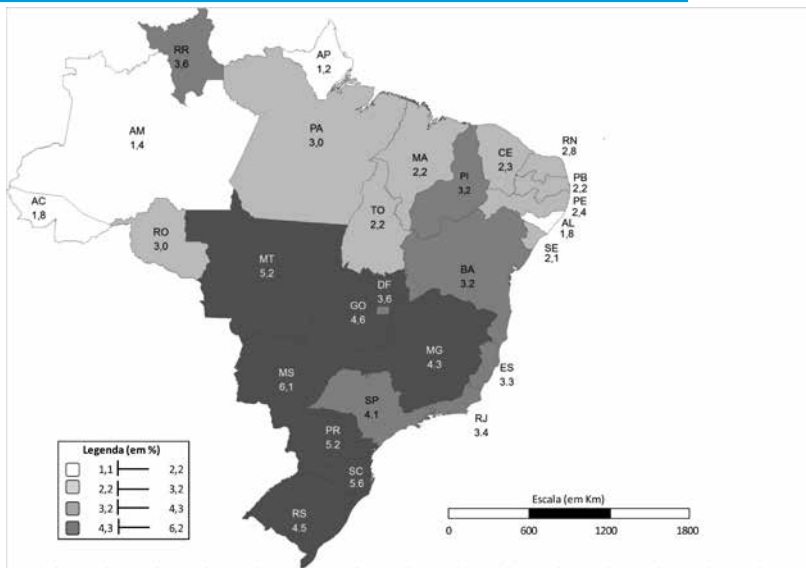 RR
3,6
AP
1,2
AM
1,4
PA
3,0
MA
2,2
CE
2,3
RN
2,8
PB
2,2
PE
2,4
AL
1,8
SE
2,1
PI
3,2
AC
1,8
RO
3,0
TO
2,2
MT
5,2
BA
3.2
DF
3,6
GO
4,6
MG
4.3
ES
3.3
MS
6,1
SP
4.1
RJ
3.4
PR
5.2
SC
5.6
RS
4.5
Legenda (em %)
1,1 2,2
2,2 3,2
3,2 4,3
4,3 6,2
Escala (em Km)
0 600 1200 1800